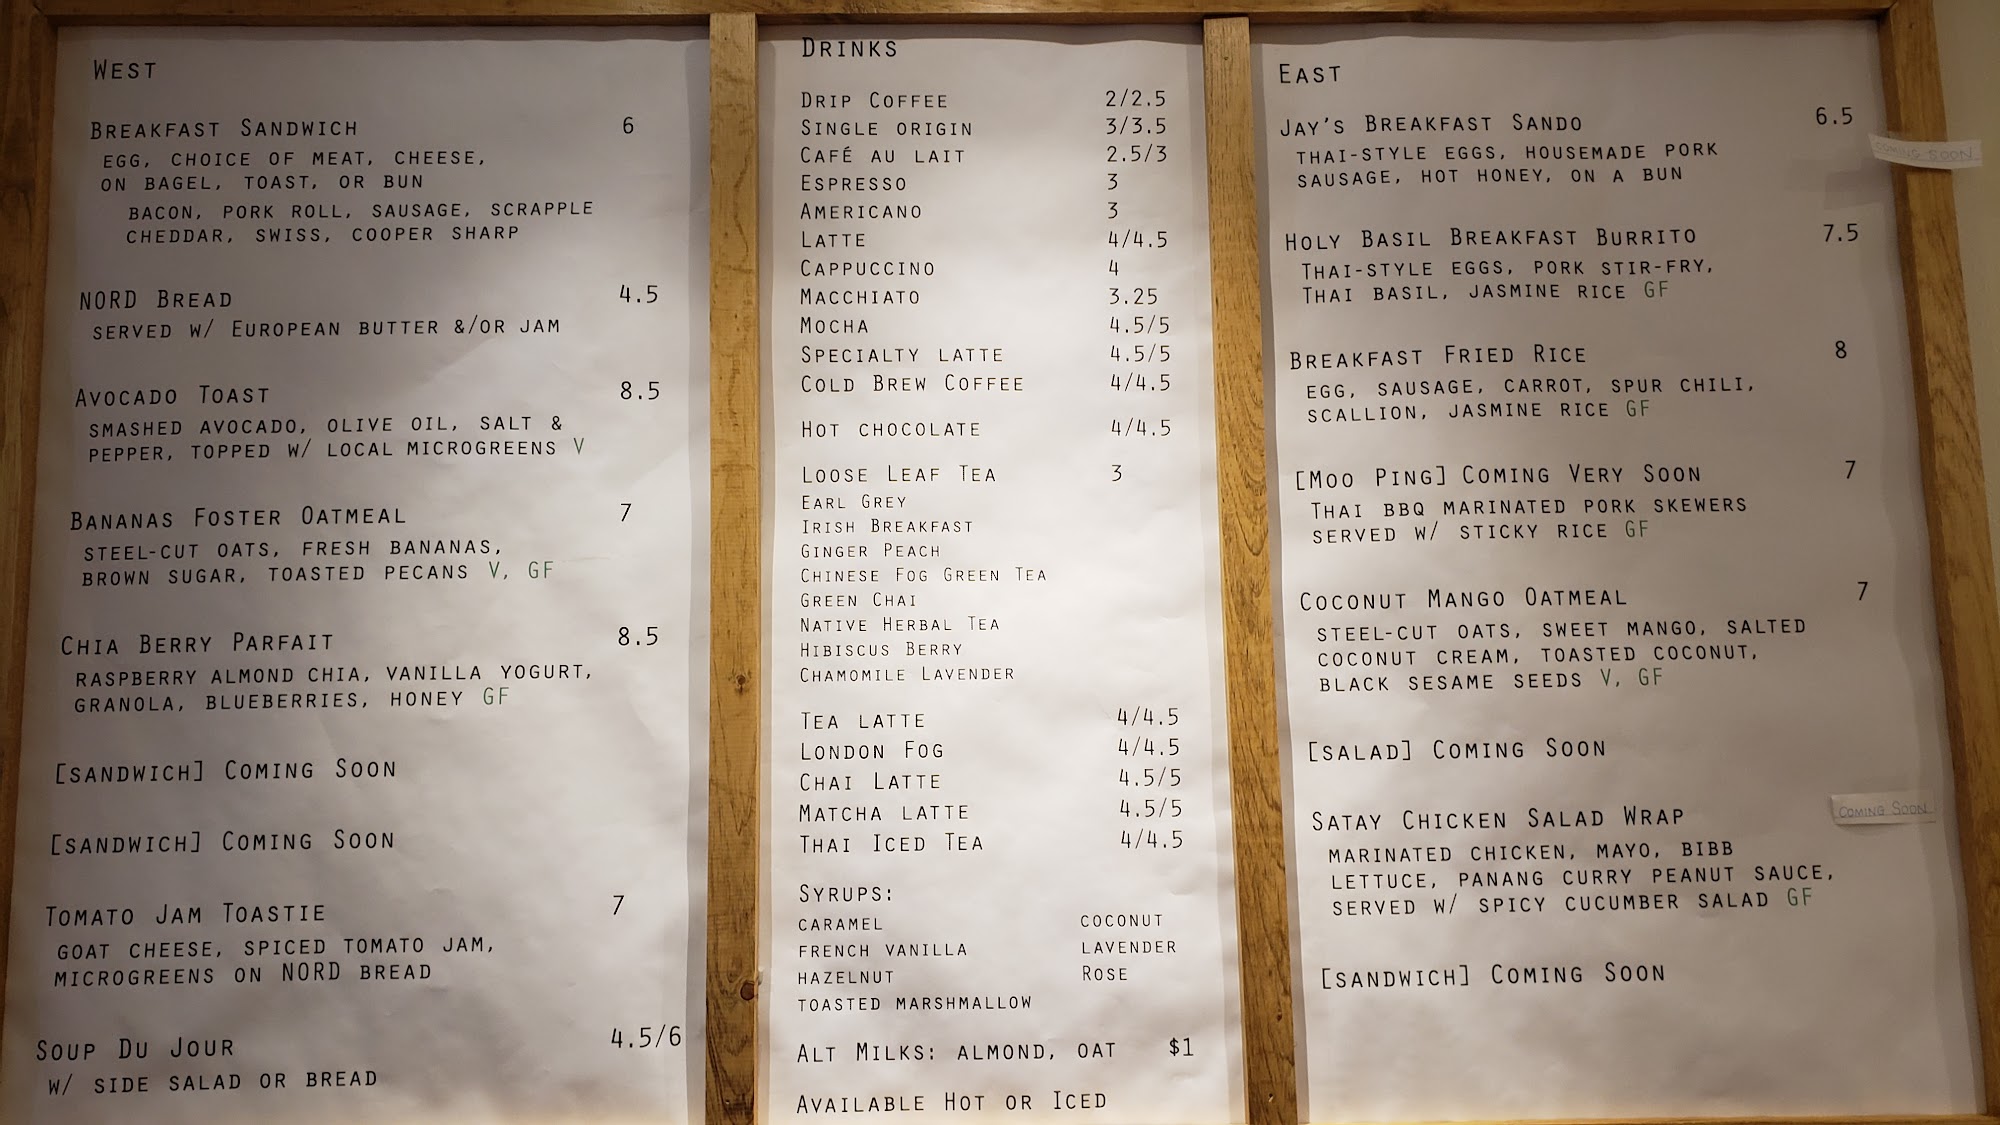 West
Breakfast Sandwich 6
egg, choice of meat, cheese,
on bagel, toast, or bun
bacon, pork roll, sausage, scrapple
cheddar, swiss, cooper sharp
NORD Bread 4.5
served w/ European butter &/or jam
Avocado Toast 8.5
smashed avocado, olive oil, salt &
pepper, topped w/ local microgreens V
Bananas Foster Oatmeal 7
steel-cut oats, fresh bananas,
brown sugar, toasted pecans V, GF
Chia Berry Parfait 8.5
raspberry almond chia, vanilla yogurt,
granola, blueberries, honey GF
[sandwich] Coming Soon
[sandwich] Coming Soon
Tomato Jam Toastie 7
goat cheese, spiced tomato jam,
microgreens on NORD bread
Soup Du Jour 4.5/6
w/ side salad or bread
Drinks
Drip Coffee 2/2.5
Single origin 3/3.5
Café au lait 2.5/3
Espresso 3
Americano 3
Latte 4/4.5
Cappuccino 4
Macchiato 3.25
Mocha 4.5/5
Specialty latte 4.5/5
Cold Brew Coffee 4/4.5
Hot chocolate 4/4.5
Loose Leaf Tea 3
Earl Grey
Irish Breakfast
Ginger Peach
Chinese Fog Green Tea
Green Chai
Native Herbal Tea
Hibiscus Berry
Chamomile Lavender
Tea latte 4/4.5
London Fog 4/4.5
Chai Latte 4.5/5
Matcha latte 4.5/5
Thai Iced Tea 4/4.5
Syrups:
caramel coconut
french vanilla lavender
hazelnut Rose
toasted marshmallow
Alt Milks: almond, oat $1
Available Hot or Iced
East
Jay's Breakfast Sando 6.5
Coming Soon
thai-style eggs, housemade pork
sausage, hot honey, on a bun
Holy Basil Breakfast Burrito 7.5
Thai-style eggs, pork stir-fry,
Thai basil, jasmine rice GF
Breakfast Fried Rice 8
egg, sausage, carrot, spur chili,
scallion, jasmine rice GF
[Moo Ping] Coming Very Soon 7
Thai bbq marinated pork skewers
served w/ sticky rice GF
Coconut Mango Oatmeal 7
steel-cut oats, sweet mango, salted
coconut cream, toasted coconut,
black sesame seeds V, GF
[salad] Coming Soon
Satay Chicken Salad Wrap Coming Soon
marinated chicken, mayo, bibb
lettuce, panang curry peanut sauce,
served w/ spicy cucumber salad GF
[sandwich] Coming Soon